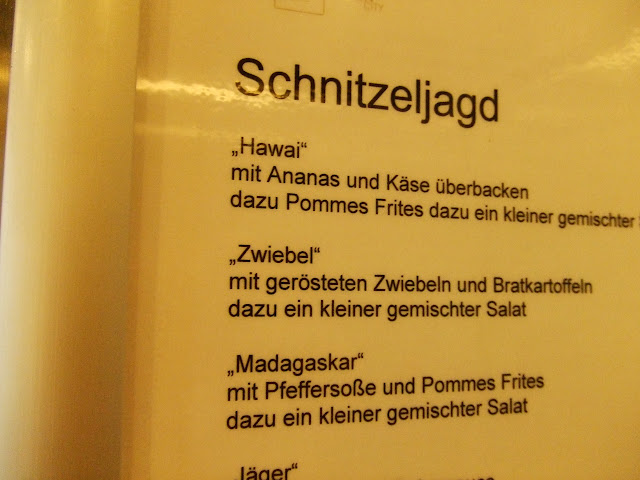 Schnitzeljagd
„Hawai“
mit Ananas und Käse überbacken
dazu Pommes Frites dazu ein kleiner gemischter
„Zwiebel“
mit gerösteten Zwiebeln und Bratkartoffeln
dazu ein kleiner gemischter Salat
„Madagaskar“
mit Pfeffersoße und Pommes Frites
dazu ein kleiner gemischter Salat
„Jäger“